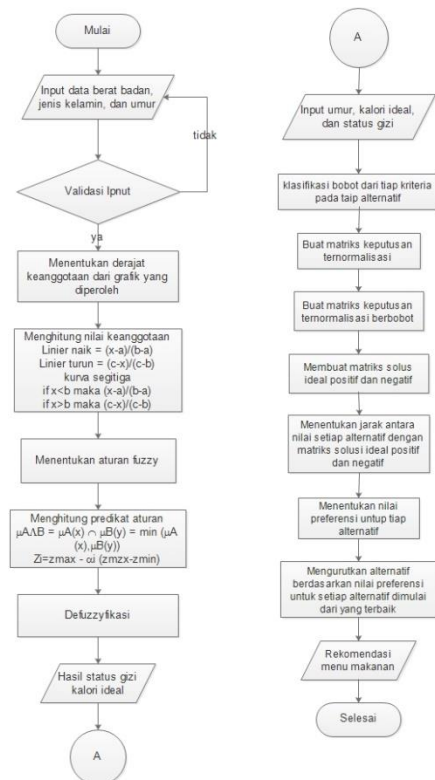 Mulai
Input data berat badan,
jenis kelamin, dan umur
tidak
Validasi Ipnut
ya
Menentukan derajat
keanggotaan dari grafik yang
diperoleh
Menghitung nilai keanggotaan
Linier naik = (x-a)/(b-a)
Linier turun = (c-x)/(c-b)
kurva segitiga
if x<b maka (x-a)/(b-a)
if x>b maka (c-x)/(c-b)
Menentukan aturan fuzzy
Menghitung predikat aturan
µAΛB = µA(x) ∩ µB(y) = min (µA
(x),µB(y))
Zi=zmax - αi (zmzx-zmin)
Defuzzyfikasi
Hasil status gizi
kalori ideal
A
A
Input umur, kalori ideal,
dan status gizi
klasifikasi bobot dari tiap kriteria
pada taip alternatif
Buat matriks keputusan
ternormalisasi
Buat matriks keputusan
ternormalisasi berbobot
Membuat matriks solus
ideal positif dan negatif
Menentukan jarak antara
nilai setiap alternatif dengan
matriks solusi ideal positif
dan negatif
Menentukan nilai
preferensi untup tiap
alternatif
Mengurutkan alternatif
berdasarkan nilai preferensi
untuk setiap alternatif dimulai
dari yang terbaik
Rekomendasi
menu makanan
Selesai